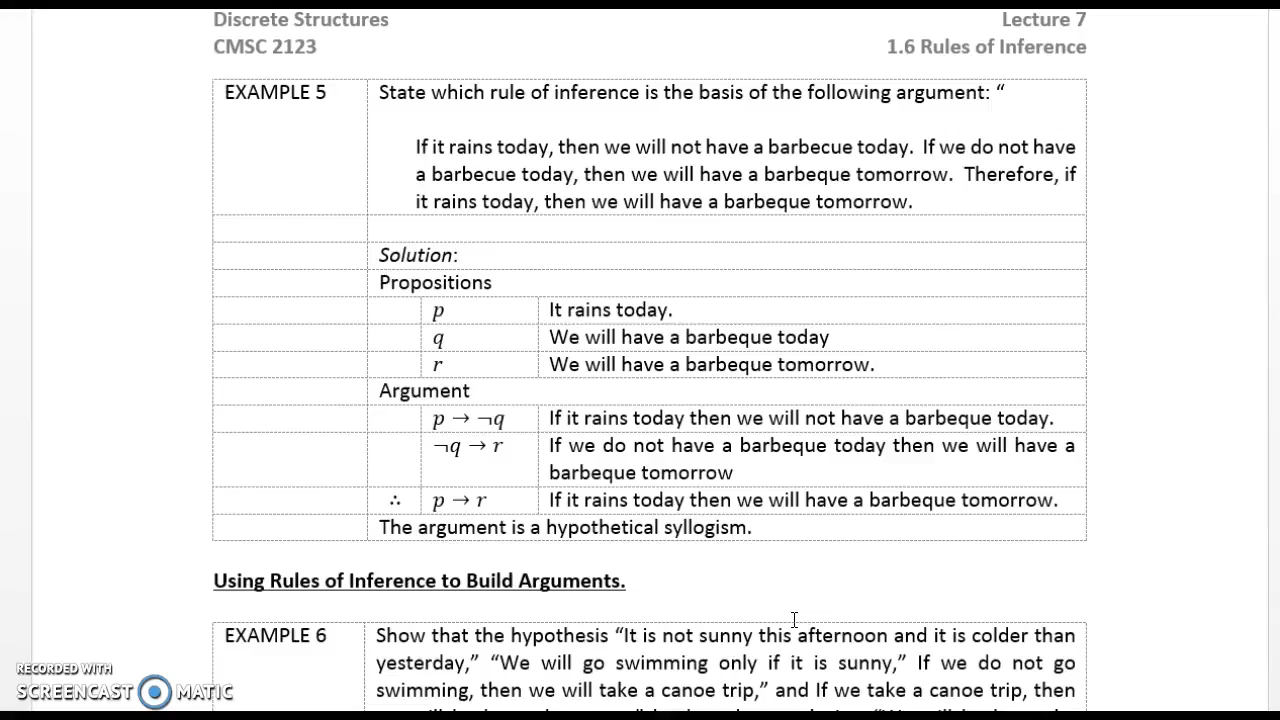 Discrete Structures Lecture 7
CMSC 2123 1.6 Rules of Inference
EXAMPLE 5 State which rule of inference is the basis of the following argument: “
If it rains today, then we will not have a barbecue today. If we do not have
a barbecue today, then we will have a barbeque tomorrow. Therefore, if
it rains today, then we will have a barbeque tomorrow.
Solution:
Propositions
p It rains today.
q We will have a barbeque today
r We will have a barbeque tomorrow.
Argument
p → ¬q If it rains today then we will not have a barbeque today.
¬q → r If we do not have a barbeque today then we will have a
barbeque tomorrow
∴ p → r If it rains today then we will have a barbeque tomorrow.
The argument is a hypothetical syllogism.
Using Rules of Inference to Build Arguments.
EXAMPLE 6 Show that the hypothesis “It is not sunny this afternoon and it is colder than
yesterday,” “We will go swimming only if it is sunny,” If we do not go
swimming, then we will take a canoe trip,” and If we take a canoe trip, then
RECORDED WITH
SCREENCAST MATIC